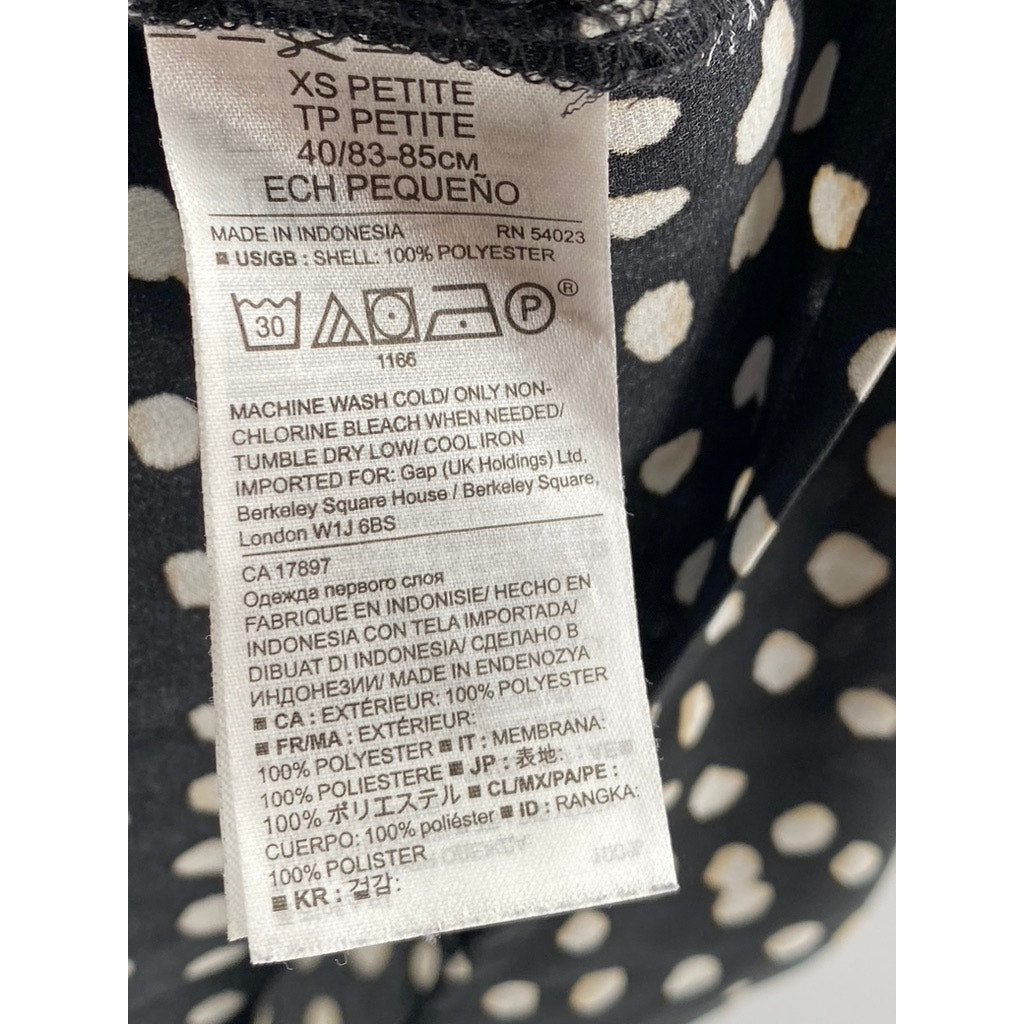 XS PETITE
TP PETITE
40/83-85CM
ECH PEQUEÑO
MADE IN INDONESIA RN 54023
■ US/GB : SHELL: 100% POLYESTER
30 P ®
1166
MACHINE WASH COLD/ ONLY NON-
CHLORINE BLEACH WHEN NEEDED/
TUMBLE DRY LOW/ COOL IRON
IMPORTED FOR: Gap (UK Holdings) Ltd,
Berkeley Square House / Berkeley Square,
London W1J 6BS
CA 17897
Одежда первого слоя
FABRIQUE EN INDONISIE/ HECHO EN
INDONESIA CON TELA IMPORTADA/
DIBUAT DI INDONESIA/ СДЕЛАНО В
ИНДОНЕЗИИ/ MADE IN ENDENOZYA
■ CA : EXTÉRIEUR: 100% POLYESTER
■ FR/MA : EXTÉRIEUR:
100% POLYESTER ■ IT : MEMBRANA:
100% POLIESTERE ■ JP : 表地:
100% ポリエステル ■ CL/MX/PA/PE :
CUERPO: 100% poliéster ■ ID : RANGKA:
100% POLISTER
■ KR : 겉감: